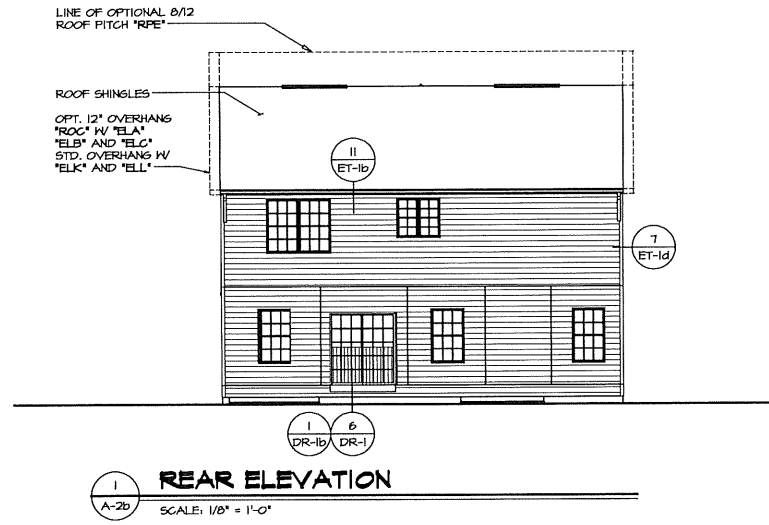 LINE OF OPTIONAL 8/12
ROOF PITCH "RPE"
ROOF SHINGLES
OPT. 12" OVERHANG
"ROC" W/ "ELA"
"ELB" AND "ELC"
STD. OVERHANG W/
"ELK" AND "ELL"
11
ET-1b
7
ET-1d
1
DR-1b
6
DR-1
1
A-2b
REAR ELEVATION
SCALE: 1/8" = 1'-0"